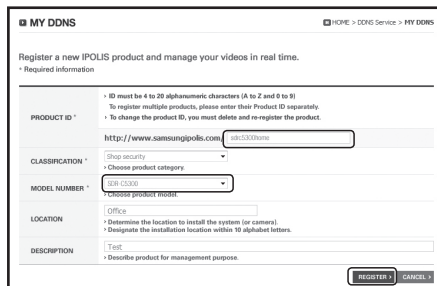 MY DDNS
HOME > DDNS Service > MY DDNS
Register a new IPOLIS product and manage your videos in real time.
* Required information
PRODUCT ID *
› ID must be 4 to 20 alphanumeric characters (A to Z and 0 to 9)
To register multiple products, please enter their Product ID separately.
› To change the product ID, you must delete and re-register the product.
http://www.samsungipolis.com/ sdrc5300home
CLASSIFICATION *
Shop security
› Choose product category.
MODEL NUMBER *
SDR-C5300
› Choose product model.
LOCATION
Office
› Determine the location to install the system (or camera).
› Designate the installation location within 10 alphabet letters.
DESCRIPTION
Test
› Describe product for management purpose.
REGISTER › CANCEL ›